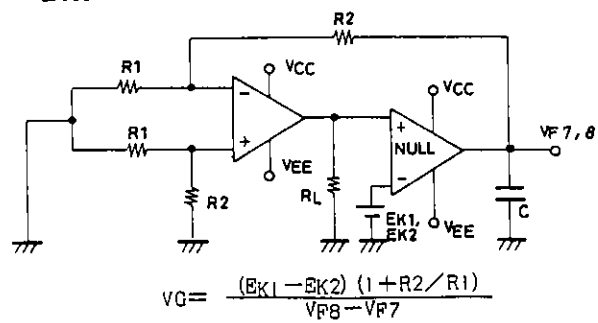 R2
R1
VCC
VCC
R1
VEE
R2
RL
NULL
EK1,
EK2
VEE
C
VF7,8
VG= (EK1-EK2) (1+R2/R1)
VF8-VF7